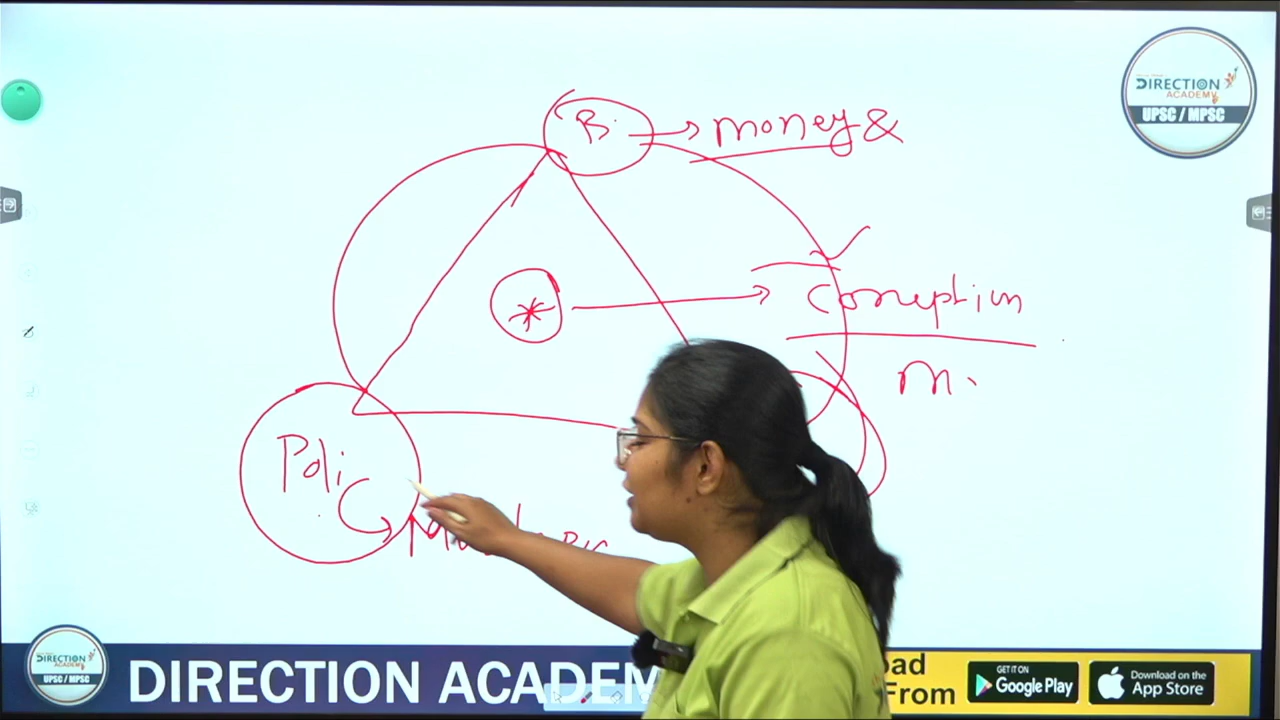 DIRECTION
ACADEMY
UPSC / MPSC
B.
money &
Corruption
m.
Poli
DIRECTION
ACADEMY
UPSC / MPSC
DIRECTION ACADEM
From
GET IT ON
Google Play
Download on the
App Store